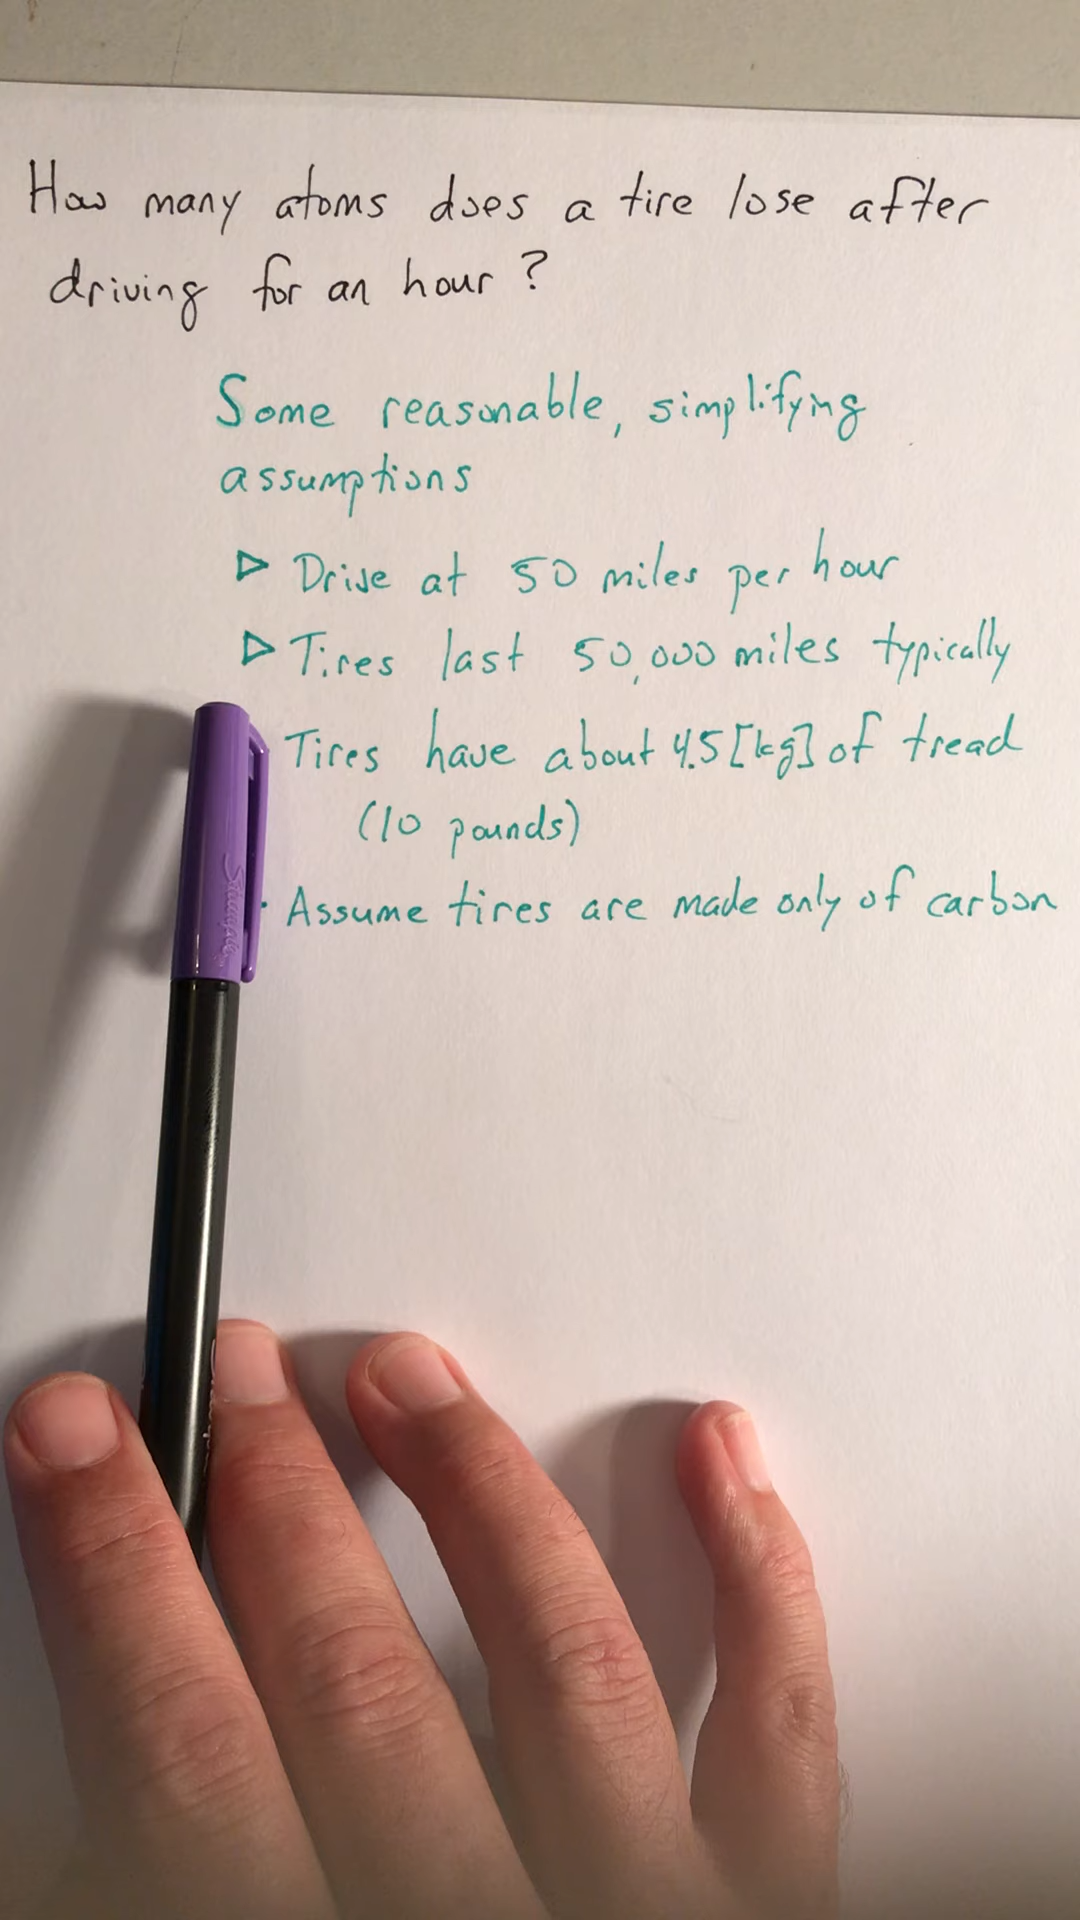 How many atoms does a tire lose after
driving for an hour?
Some reasonable, simplifying
assumptions
▷ Drive at 50 miles per hour
▷ Tires last 50,000 miles typically
Tires have about 4.5 [kg] of tread
(10 pounds)
Assume tires are made only of carbon